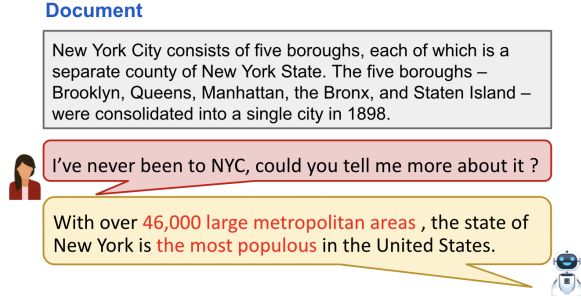 Document
New York City consists of five boroughs, each of which is a
separate county of New York State. The five boroughs –
Brooklyn, Queens, Manhattan, the Bronx, and Staten Island –
were consolidated into a single city in 1898.
I’ve never been to NYC, could you tell me more about it ?
With over 46,000 large metropolitan areas , the state of
New York is the most populous in the United States.